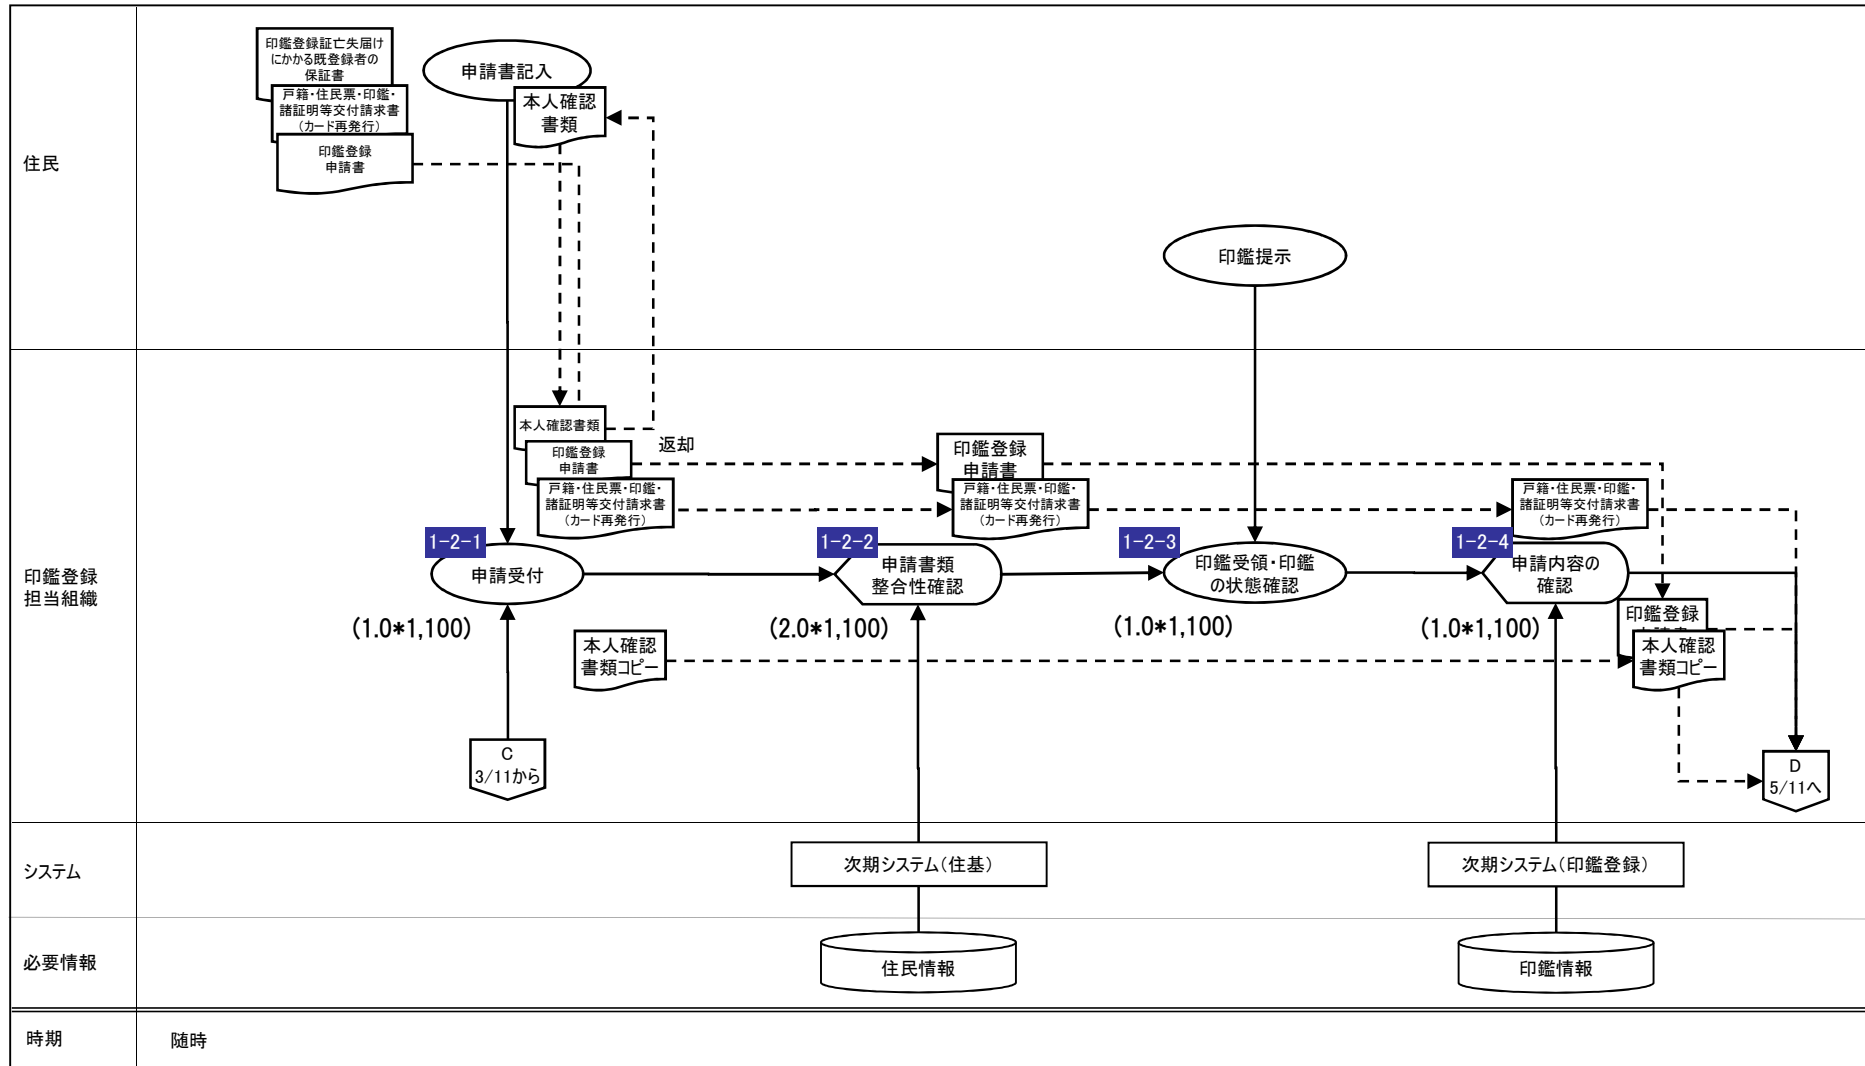 住民
印鑑登録証亡失届け
にかかる既登録者の
保証書
戸籍・住民票・印鑑・
諸証明等交付請求書
(カード再発行)
印鑑登録
申請書
申請書記入
本人確認
書類
印鑑提示
印鑑登録
担当組織
本人確認書類
印鑑登録
申請書
戸籍・住民票・印鑑・
諸証明等交付請求書
(カード再発行)
返却
印鑑登録
申請書
戸籍・住民票・印鑑・
諸証明等交付請求書
(カード再発行)
戸籍・住民票・印鑑・
諸証明等交付請求書
(カード再発行)
1-2-1
申請受付
(1.0*1,100)
1-2-2
申請書類
整合性確認
(2.0*1,100)
1-2-3
印鑑受領・印鑑
の状態確認
(1.0*1,100)
1-2-4
申請内容の
確認
(1.0*1,100)
本人確認
書類コピー
印鑑登録
本人確認
書類コピー
C
3/11から
D
5/11へ
システム
次期システム(住基)
次期システム(印鑑登録)
必要情報
住民情報
印鑑情報
時期
随時